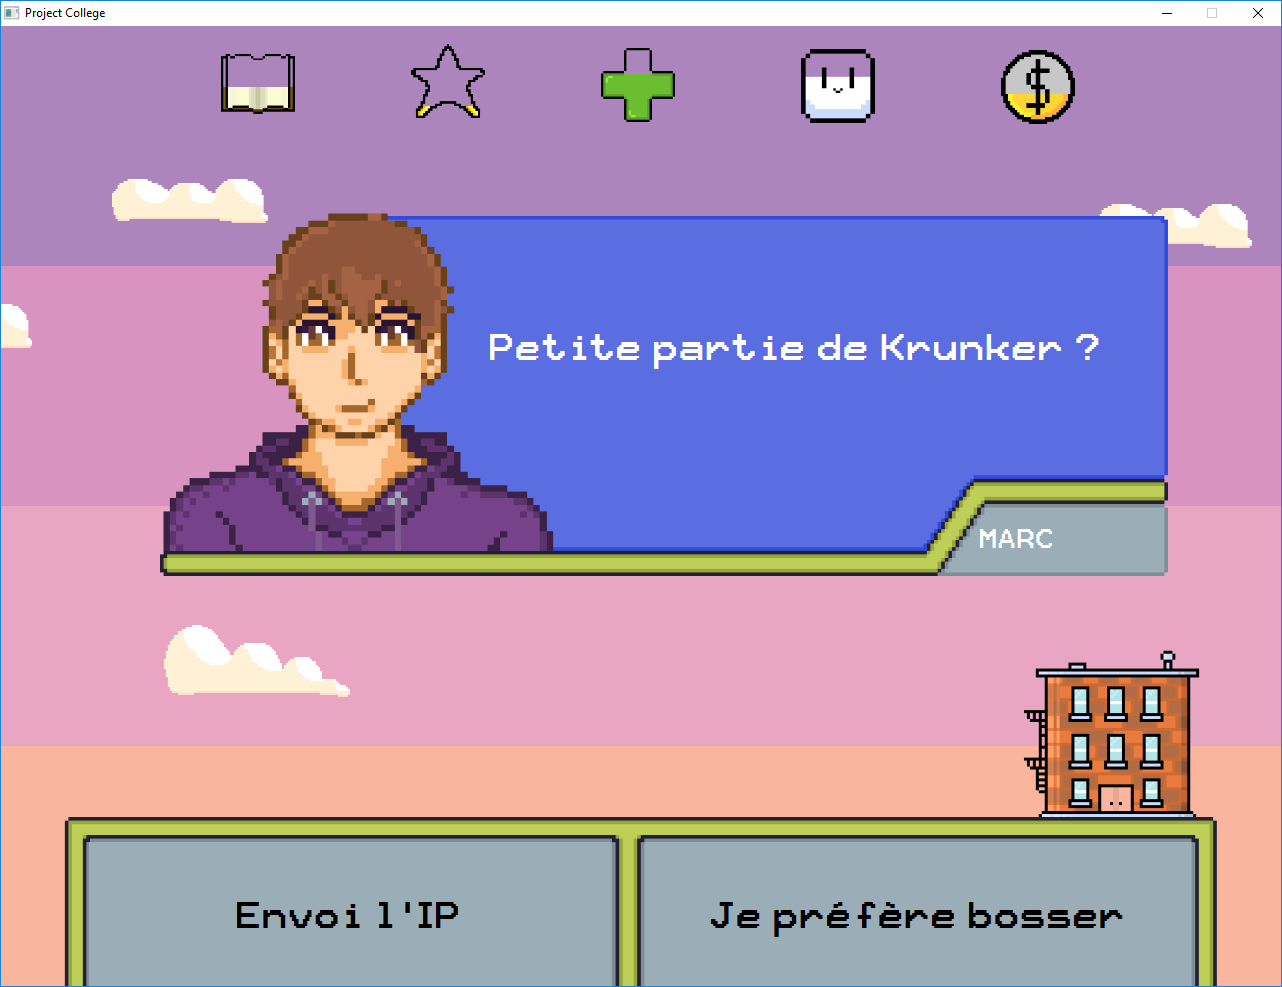 Project College
Petite partie de Krunker ?
MARC
Envoi l'IP
Je préfère bosser